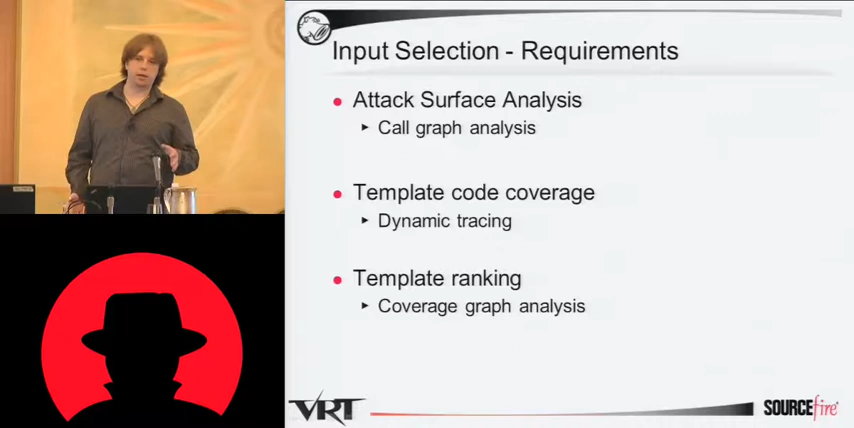 Input Selection - Requirements
Attack Surface Analysis
Call graph analysis
Template code coverage
Dynamic tracing
Template ranking
Coverage graph analysis
VRT
SOURCEfire